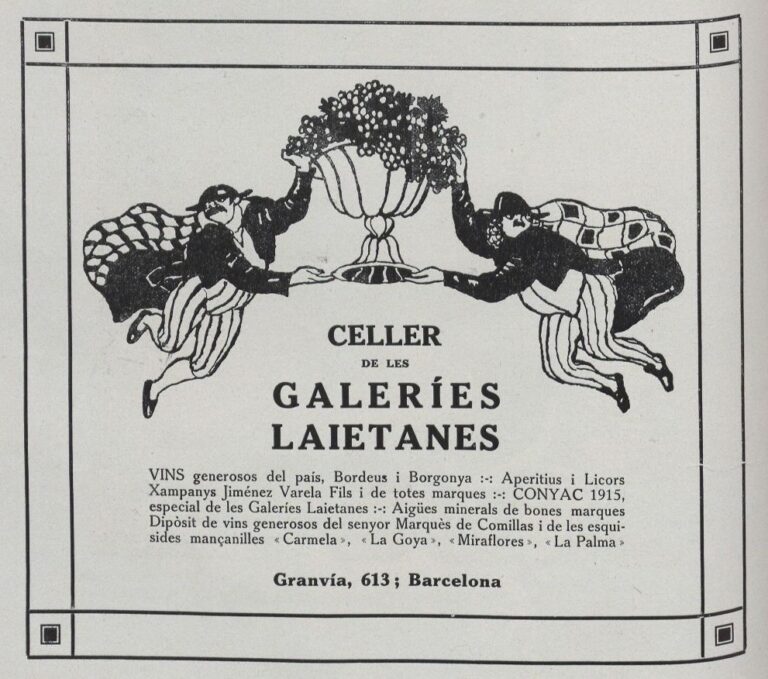 CELLER
DE LES
GALERÍES
LAIETANES
VINS generosos del país, Bordeus i Borgonya :-: Aperitius i Licors
Xampanys Jiménez Varela Fils i de totes marques :-: CONYAC 1915,
especial de les Galeríes Laietanes :-: Aigües minerals de bones marques
Dipòsit de vins generosos del senyor Marquès de Comillas i de les esqui-
sides mançanilles «Carmela», «La Goya», «Miraflores», «La Palma»
Granvía, 613; Barcelona